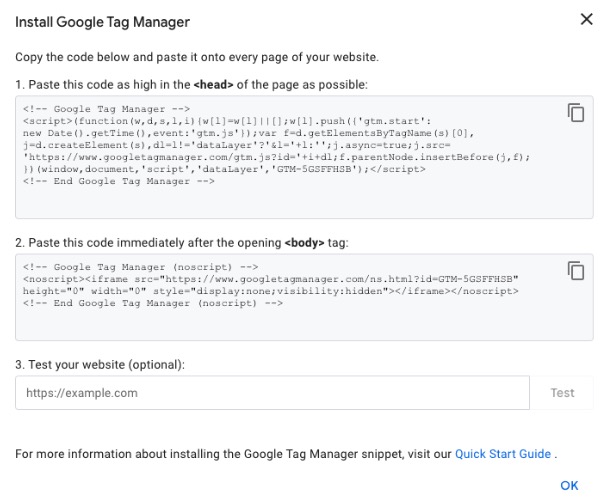 Install Google Tag Manager
Copy the code below and paste it onto every page of your website.
1. Paste this code as high in the <head> of the page as possible:
<!-- Google Tag Manager -->
<script>(function(w,d,s,l,i){w[l]=w[l]||[];w[l].push({'gtm.start':
new Date().getTime(),event:'gtm.js'});var f=d.getElementsByTagName(s)[0],
j=d.createElement(s),dl=l!='dataLayer'?'&l='+l:'';j.async=true;j.src=
'https://www.googletagmanager.com/gtm.js?id='+i+dl;f.parentNode.insertBefore(j,f);
})(window,document,'script','dataLayer','GTM-5GSFFHSB');</script>
<!-- End Google Tag Manager -->
2. Paste this code immediately after the opening <body> tag:
<!-- Google Tag Manager (noscript) -->
<noscript><iframe src="https://www.googletagmanager.com/ns.html?id=GTM-5GSFFHSB"
height="0" width="0" style="display:none;visibility:hidden"></iframe></noscript>
<!-- End Google Tag Manager (noscript) -->
3. Test your website (optional):
https://example.com Test
For more information about installing the Google Tag Manager snippet, visit our Quick Start Guide .
OK